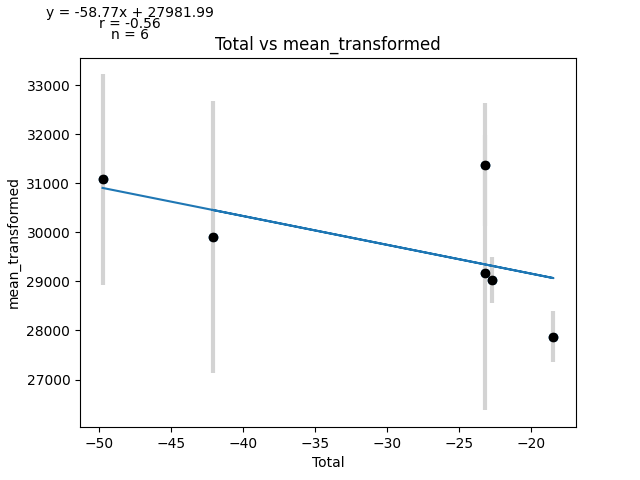 y = -58.77x + 27981.99
r = -0.56
n = 6
Total vs mean_transformed
33000
32000
31000
30000
29000
28000
27000
mean_transformed
−50
−45
−40
−35
−30
−25
−20
Total